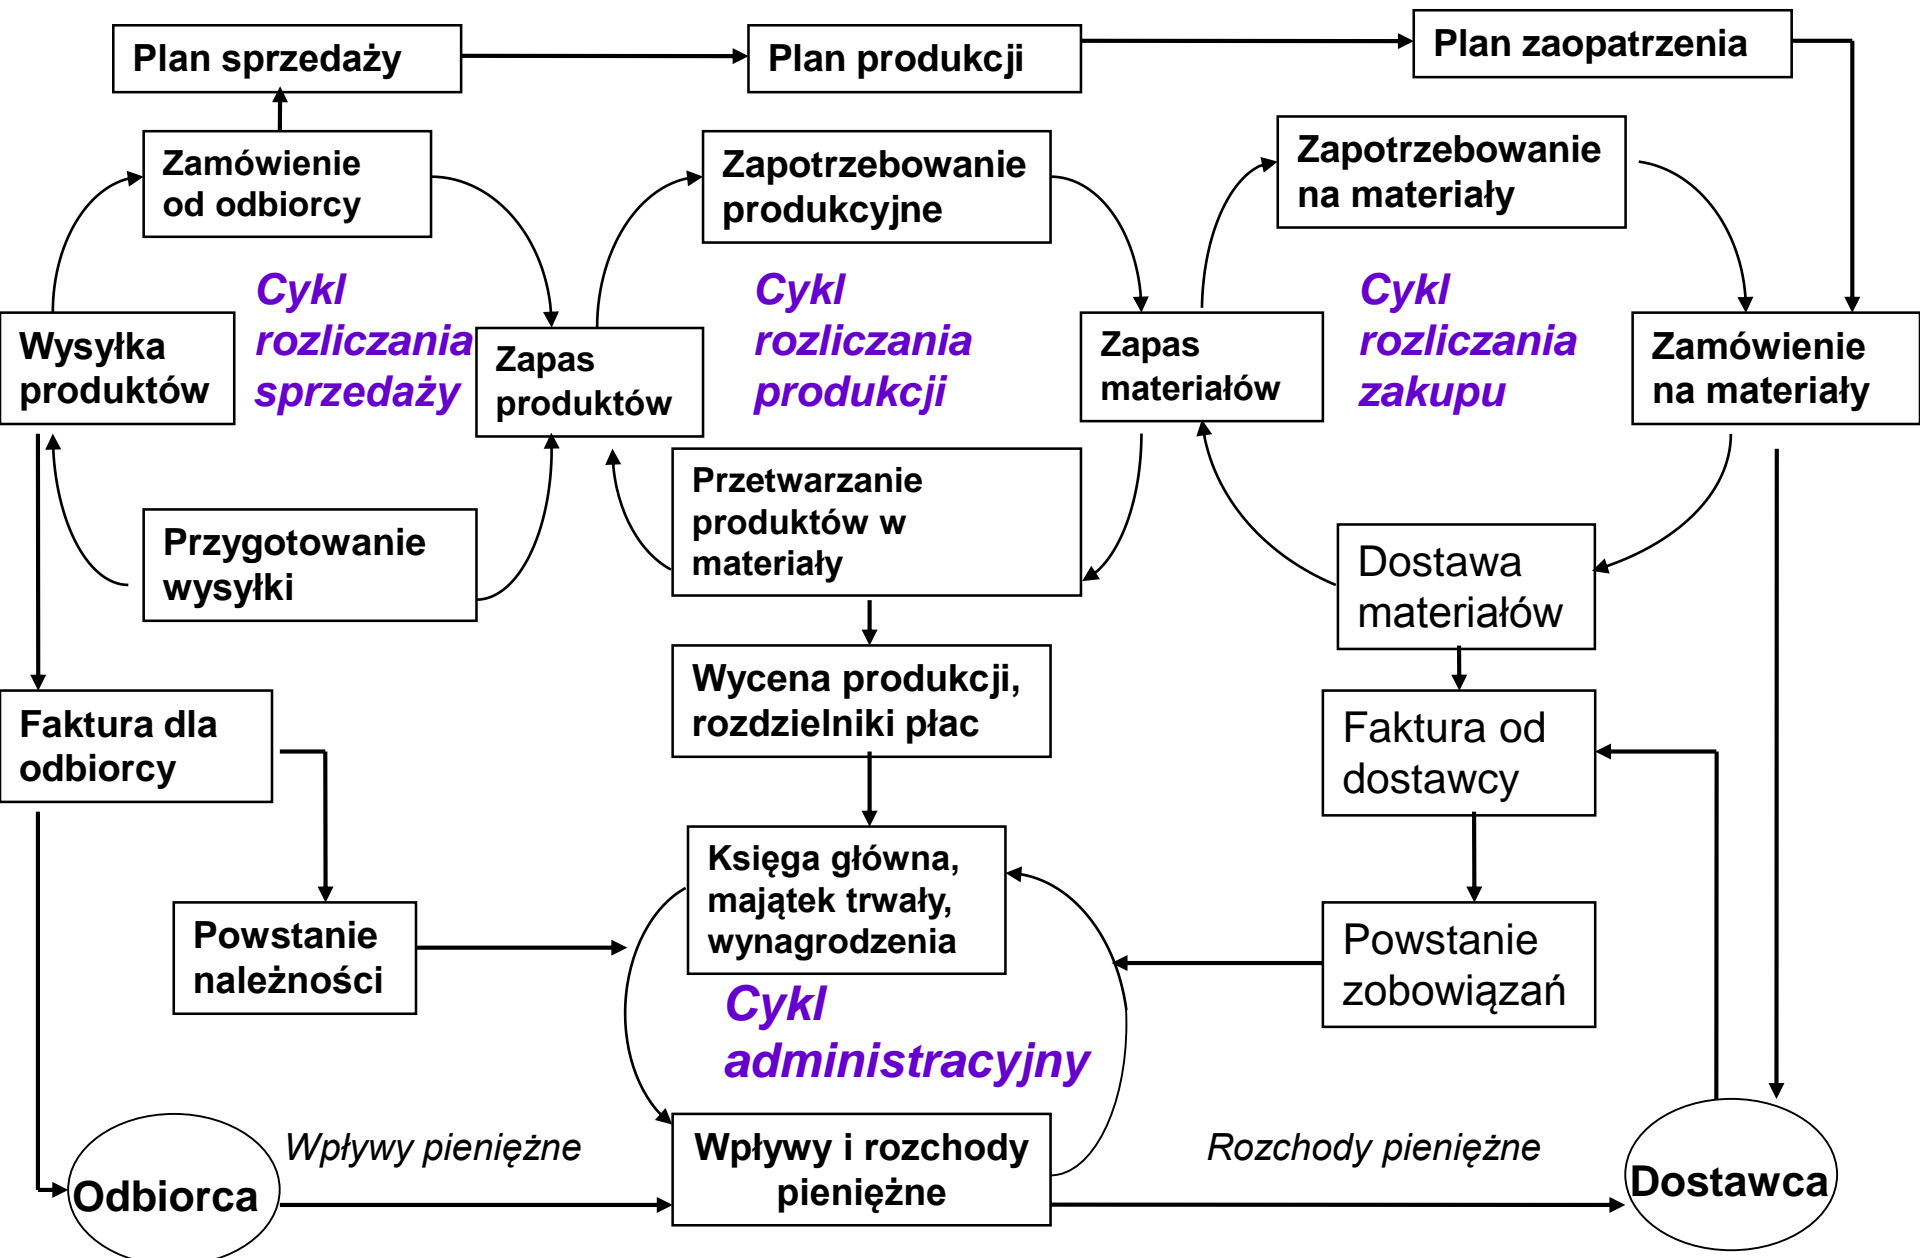 Plan sprzedaży
Plan produkcji
Plan zaopatrzenia
Zamówienie
od odbiorcy
Zapotrzebowanie
produkcyjne
Zapotrzebowanie
na materiały
Cykl
rozliczania
sprzedaży
Cykl
rozliczania
produkcji
Cykl
rozliczania
zakupu
Wysyłka
produktów
Zapas
produktów
Zapas
materiałów
Zamówienie
na materiały
Przygotowanie
wysyłki
Przetwarzanie
produktów w
materiały
Dostawa
materiałów
Wycena produkcji,
rozdzielniki płac
Faktura dla
odbiorcy
Faktura od
dostawcy
Księga główna,
majątek trwały,
wynagrodzenia
Powstanie
należności
Powstanie
zobowiązań
Cykl
administracyjny
Odbiorca
Wpływy pieniężne
Wpływy i rozchody
pieniężne
Rozchody pieniężne
Dostawca